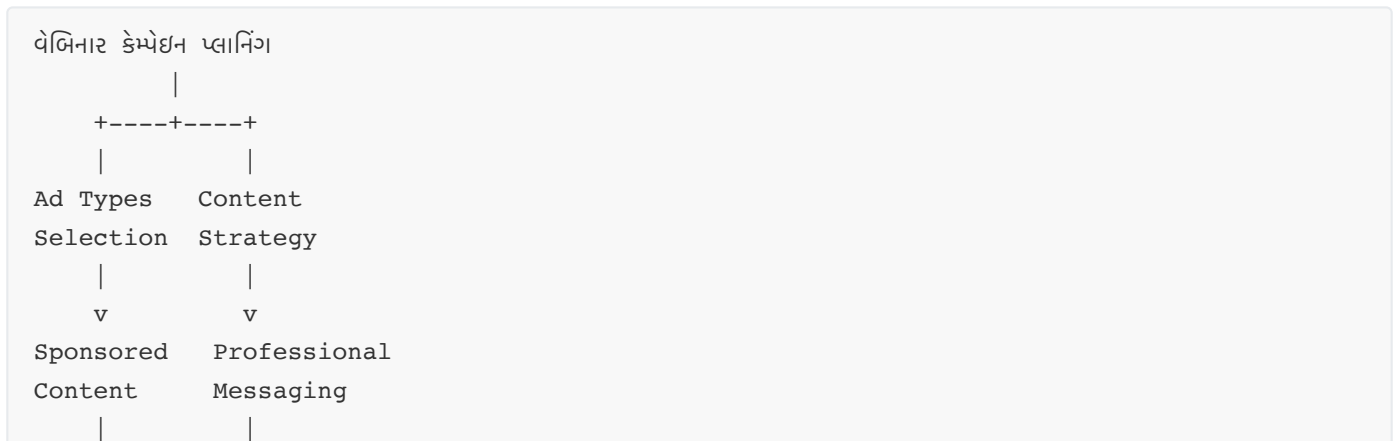 વેબિનાર કેમ્પેઇન પ્લાનિંગ
|
+----+----+
| |
Ad Types Content
Selection Strategy
| |
v v
Sponsored Professional
Content Messaging
| |